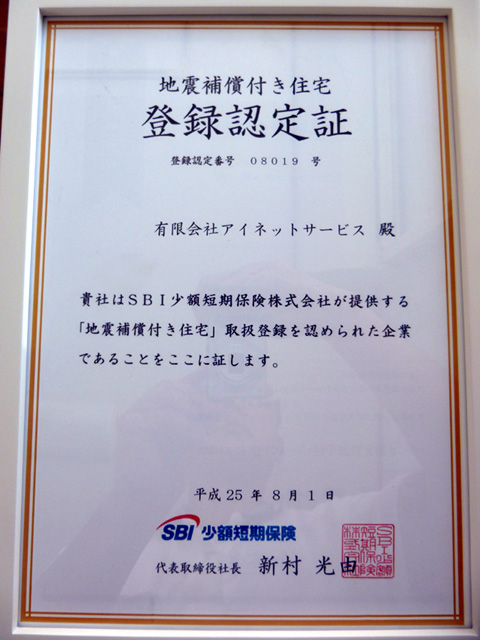 地震補償付き住宅
登録認定証
登録認定番号 08019 号
有限会社アイネットサービス 殿
貴社はSBI少額短期保険株式会社が提供する
「地震補償付き住宅」取扱登録を認められた企業
であることをここに証します。
平成25年 8月1日
SBI 少額短期保険
代表取締役社長 新村 光由